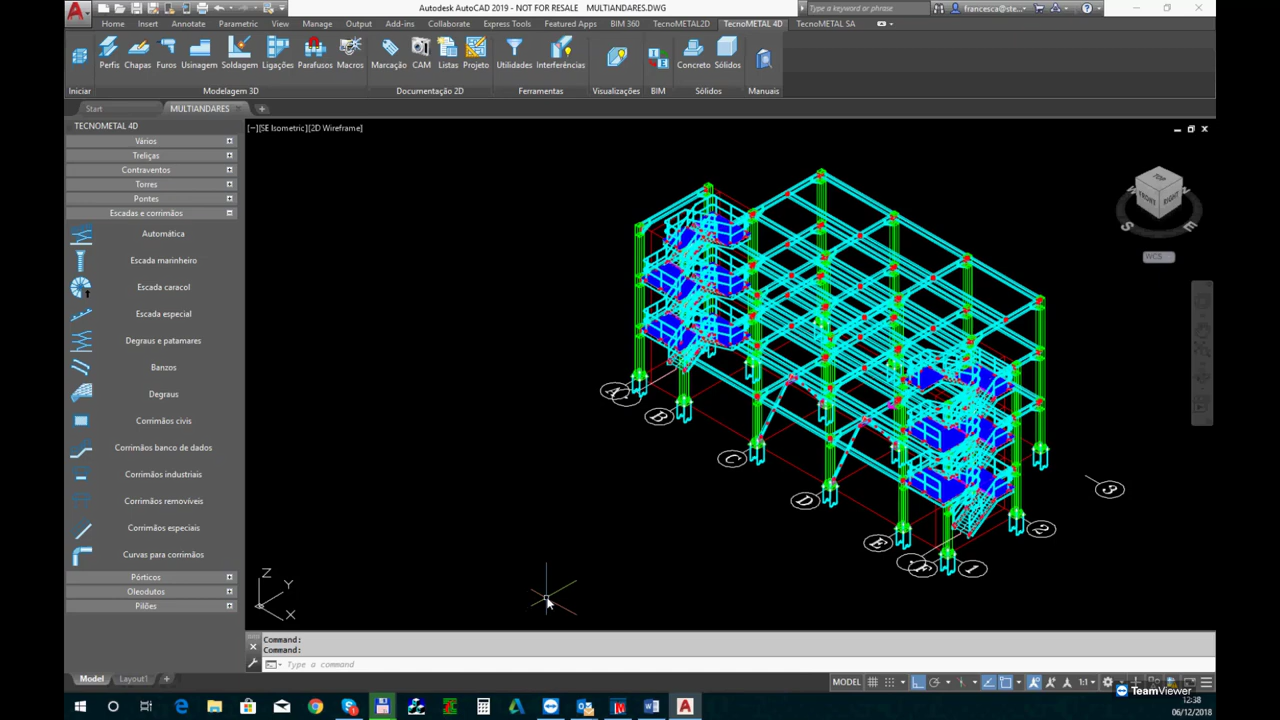 Autodesk AutoCAD 2019 - NOT FOR RESALE MULTIANDARES.DWG
Type a keyword or phrase
francesca@ste...
Home Insert Annotate Parametric View Manage Output Add-ins Collaborate Express Tools Featured Apps BIM 360 TecnoMETAL2D TecnoMETAL 4D TecnoMETAL SA
Perfis Chapas Furos Usinagem Soldagem Ligações Parafusos Macros Marcação CAM Listas Projeto Utilidades Interferências Concreto Sólidos
Iniciar Modelagem 3D Documentação 2D Ferramentas Visualizações BIM Sólidos Manuais
Start MULTIANDARES
TECNOMETAL 4D
[−][SE Isometric][2D Wireframe]
Vários
Treliças
Contraventos
Torres
Pontes
Escadas e corrimãos
Automática
Escada marinheiro
Escada caracol
Escada especial
Degraus e patamares
Banzos
Degraus
Corrimãos civis
Corrimãos banco de dados
Corrimãos industriais
Corrimãos removíveis
Corrimãos especiais
Curvas para corrimãos
Pórticos
Oleodutos
Pilões
TOP
FRONT RIGHT
W N
S E
WCS
A
B
C
D
E
F
1
2
3
Z
Y
X
Command:
Command:
Type a command
Model Layout1
MODEL
1:1
TeamViewer
12:38
06/12/2018